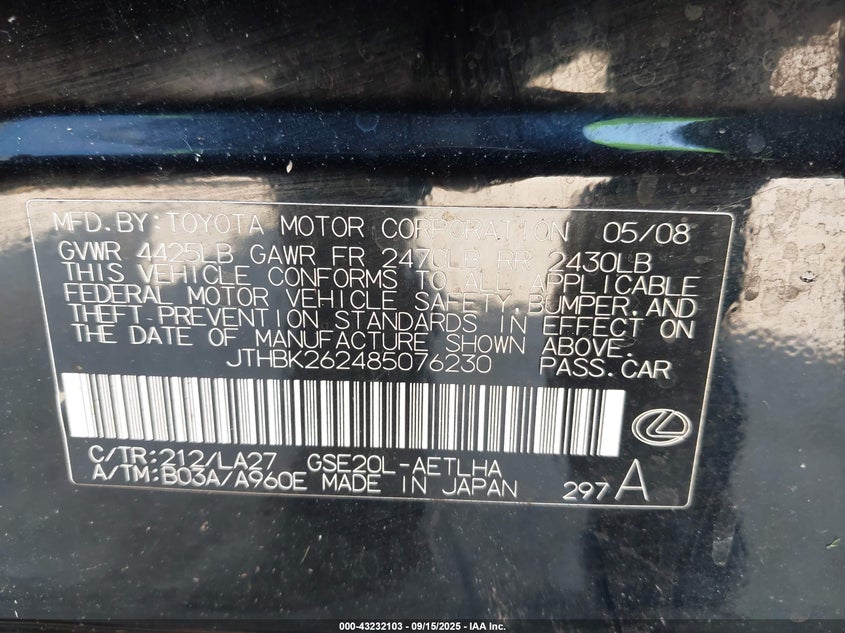 MFD. BY: TOYOTA MOTOR CORPORATION 05/08
GVWR 4425LB GAWR FR 2470LB RR 2430LB
THIS VEHICLE CONFORMS TO ALL APPLICABLE
FEDERAL MOTOR VEHICLE SAFETY, BUMPER, AND
THEFT PREVENTION STANDARDS IN EFFECT ON
THE DATE OF MANUFACTURE SHOWN ABOVE.
JTHBK262485076230 PASS. CAR
C/TR: 212/LA27 GSE20L-AETLHA
A/TM: B03A/A960E MADE IN JAPAN 297 A
000-43232103 - 09/15/2025 - IAA Inc.